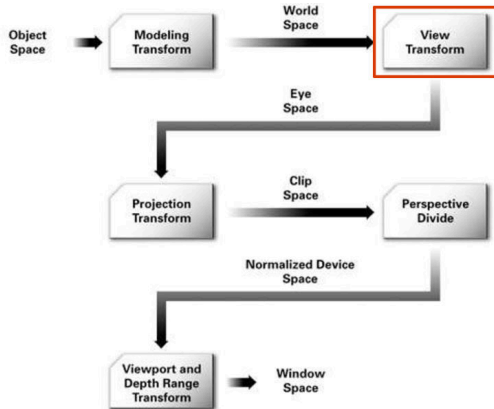 Object
Space
Modeling
Transform
World
Space
View
Transform
Eye
Space
Projection
Transform
Clip
Space
Perspective
Divide
Normalized Device
Space
Viewport and
Depth Range
Transform
Window
Space